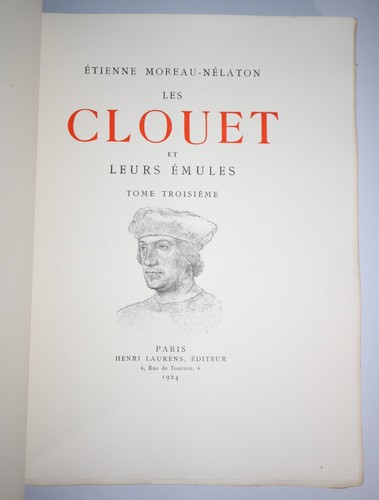 ÉTIENNE MOREAU-NÉLATON
LES
CLOUET
ET
LEURS ÉMULES
TOME TROISIÈME
PARIS
HENRI LAURENS, ÉDITEUR
6, Rue de Tournon, 6
1924